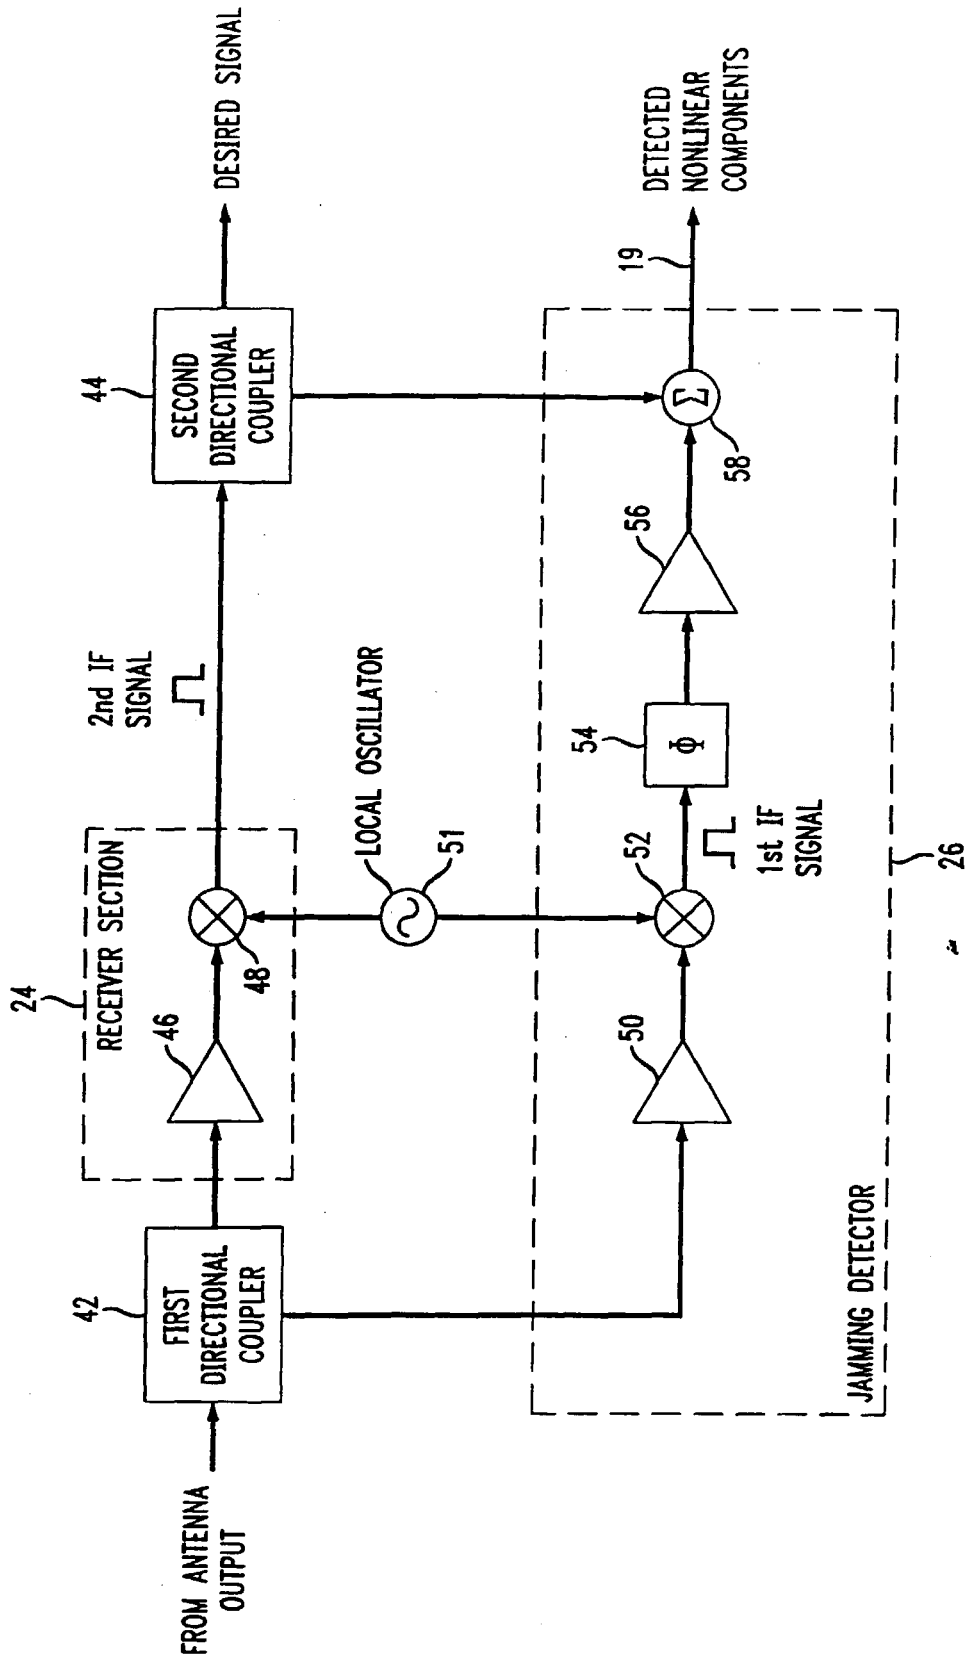 FROM ANTENNA
OUTPUT
42
FIRST
DIRECTIONAL
COUPLER
24
RECEIVER SECTION
46
48
2nd IF
SIGNAL
44
SECOND
DIRECTIONAL
COUPLER
DESIRED SIGNAL
LOCAL OSCILLATOR
51
JAMMING DETECTOR
50
52
1st IF
SIGNAL
54
Φ
56
Σ
58
19
DETECTED
NONLINEAR
COMPONENTS
26